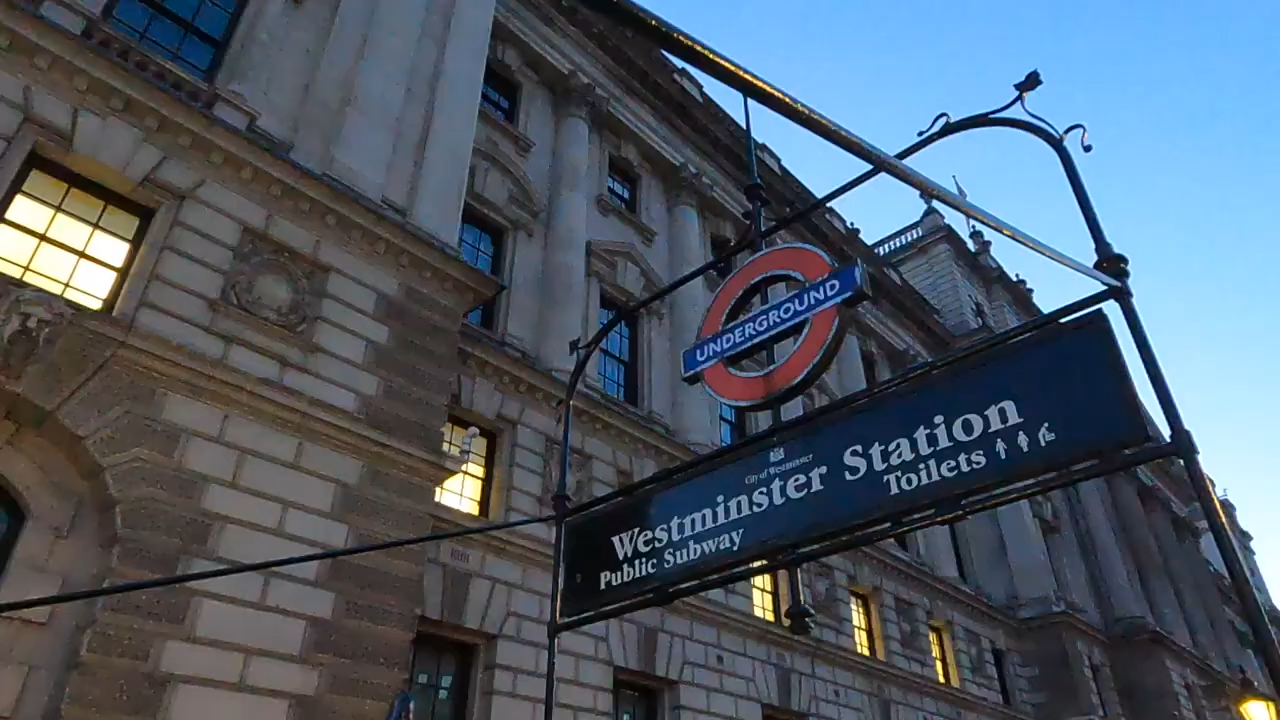 UNDERGROUND
City of Westminster
Westminster Station
Public Subway
Toilets